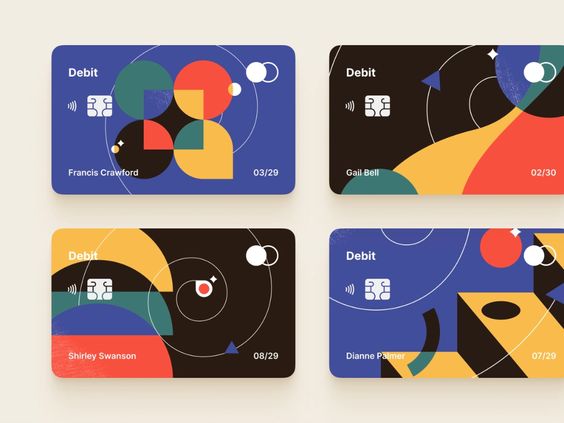 Debit
Francis Crawford 03/29
Debit
Gail Bell 02/30
Debit
Shirley Swanson 08/29
Debit
Dianne Palmer 07/29